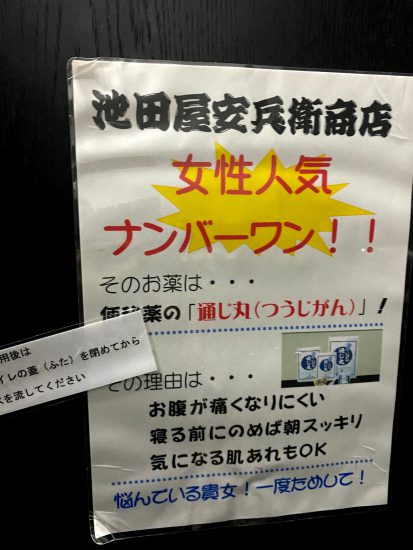 池田屋安兵衛商店
女性人気
ナンバーワン！！
そのお薬は・・・
便秘薬の「通じ丸（つうじがん）」！
その理由は・・・
お腹が痛くなりにくい
寝る前にのめば朝スッキリ
気になる肌あれもOK
悩んでいる貴女！一度ためして！
用後は
イレの蓋（ふた）を閉めてから
を流してください